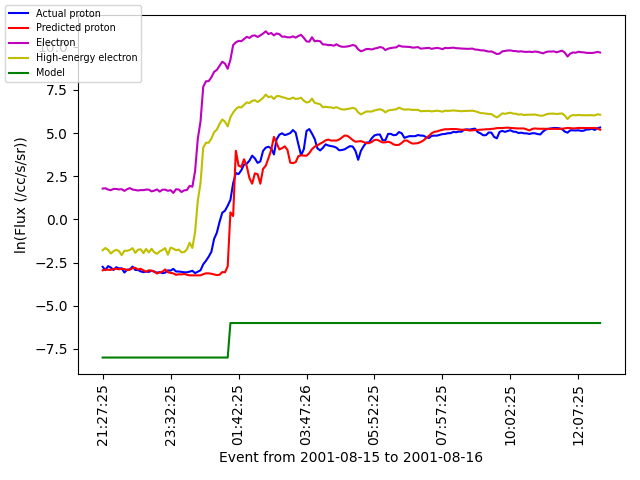 Actual proton
Predicted proton
Electron
High-energy electron
Model
10.0
7.5
5.0
2.5
0.0
−2.5
−5.0
−7.5
ln(Flux (/cc/s/sr))
21:27:25
23:32:25
01:42:25
03:47:26
05:52:25
07:57:25
10:02:25
12:07:25
Event from 2001-08-15 to 2001-08-16